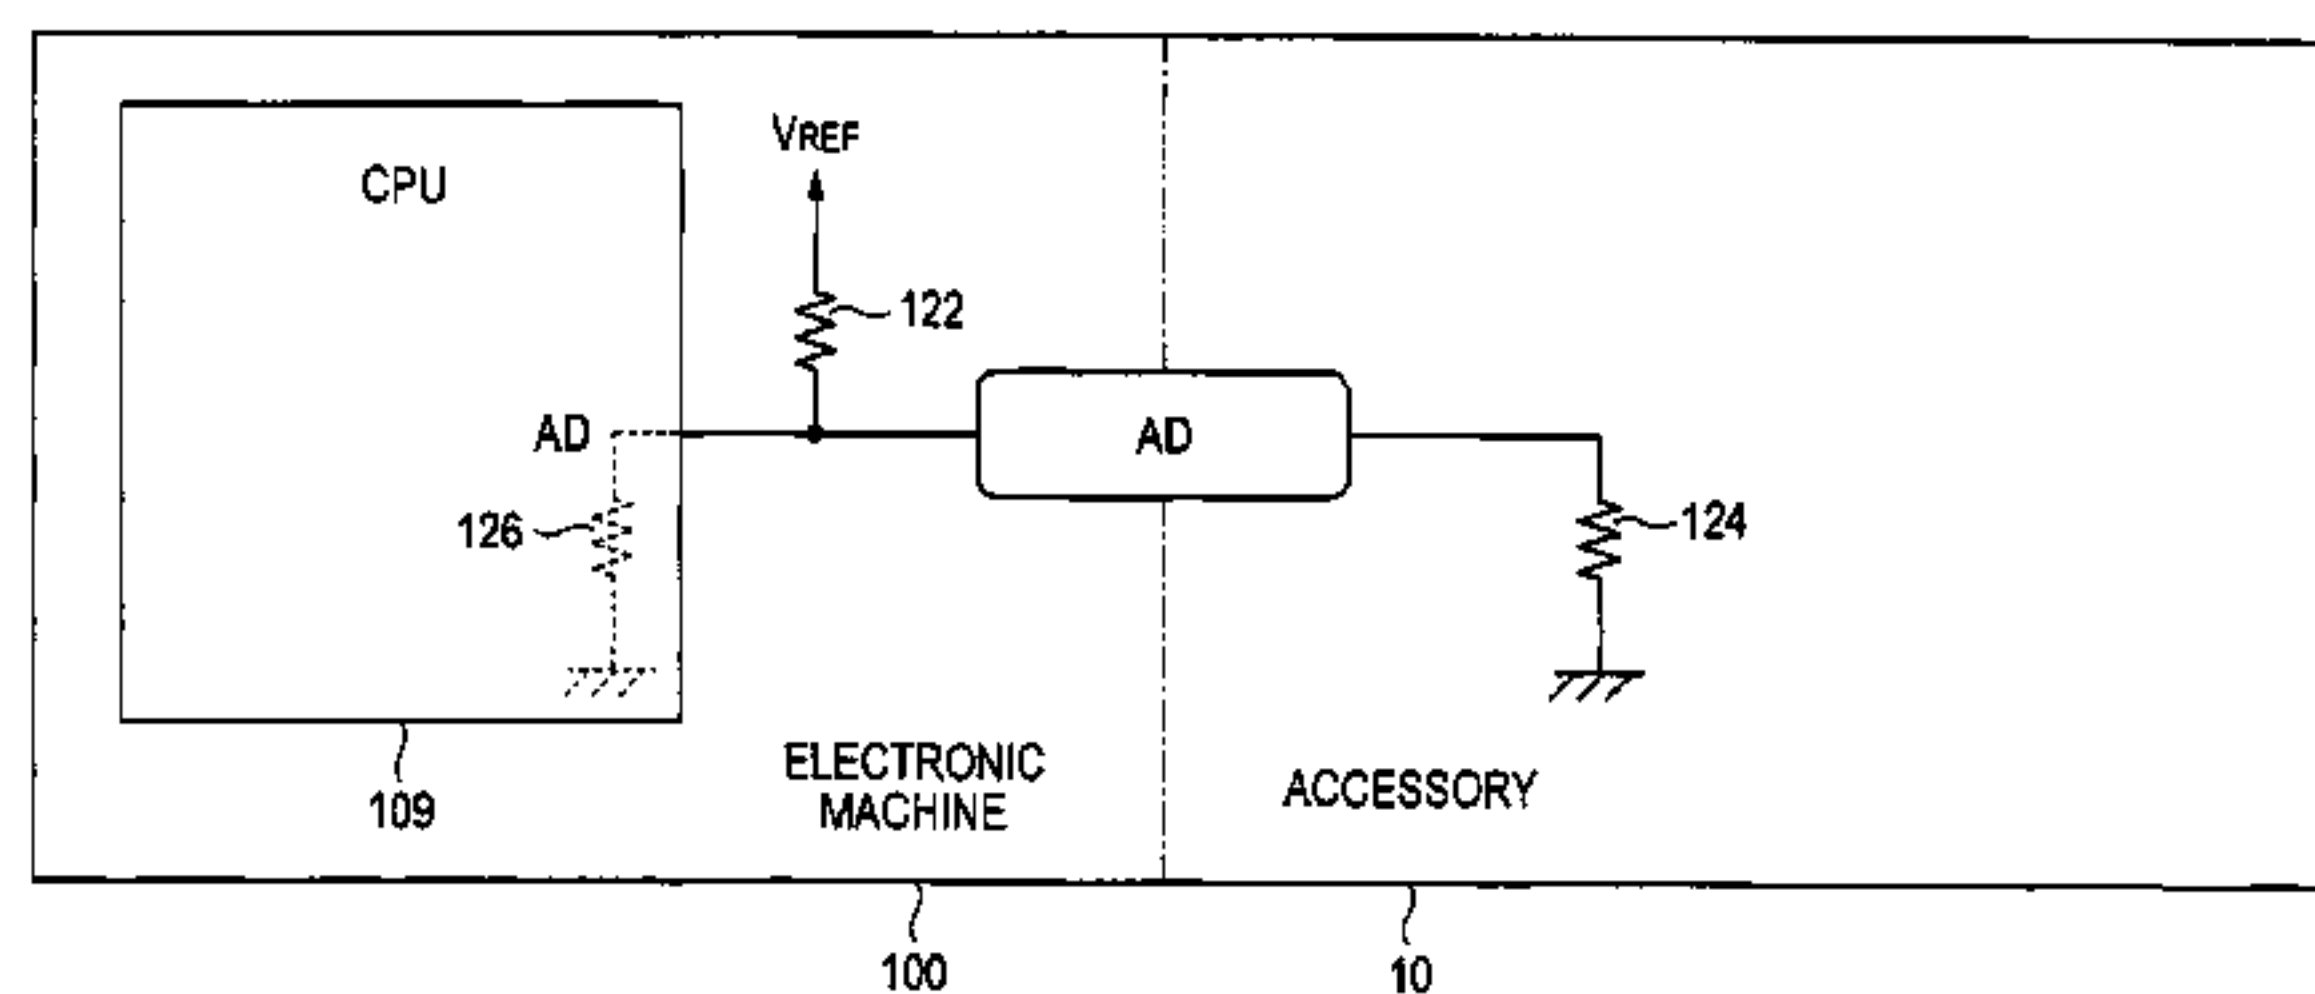 VREF
CPU
122
AD
AD
126
124
ELECTRONIC
MACHINE
ACCESSORY
109
100
10